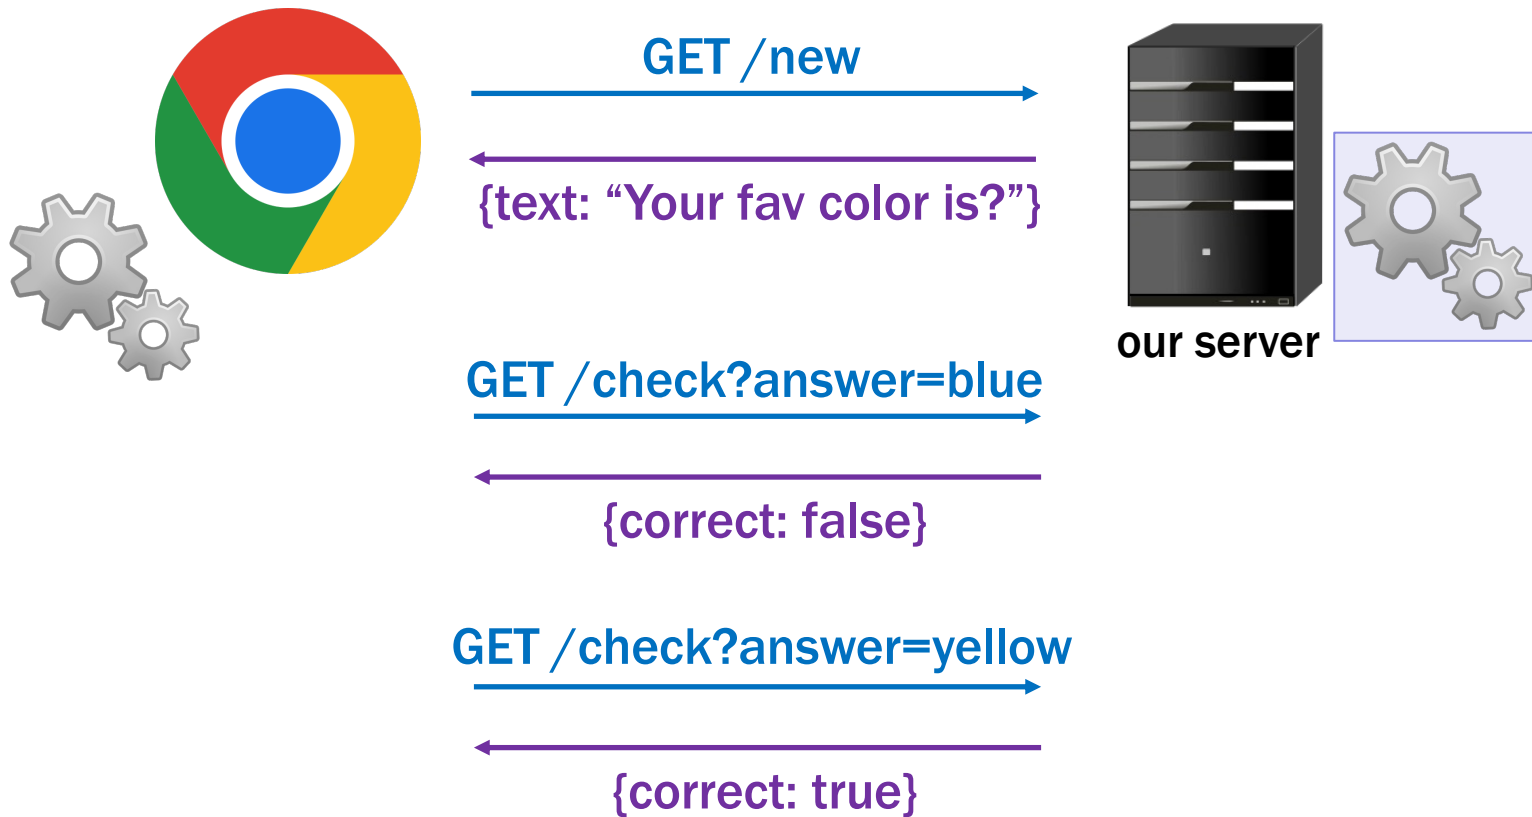 GET /new
{text: “Your fav color is?”}
our server
GET /check?answer=blue
{correct: false}
GET /check?answer=yellow
{correct: true}